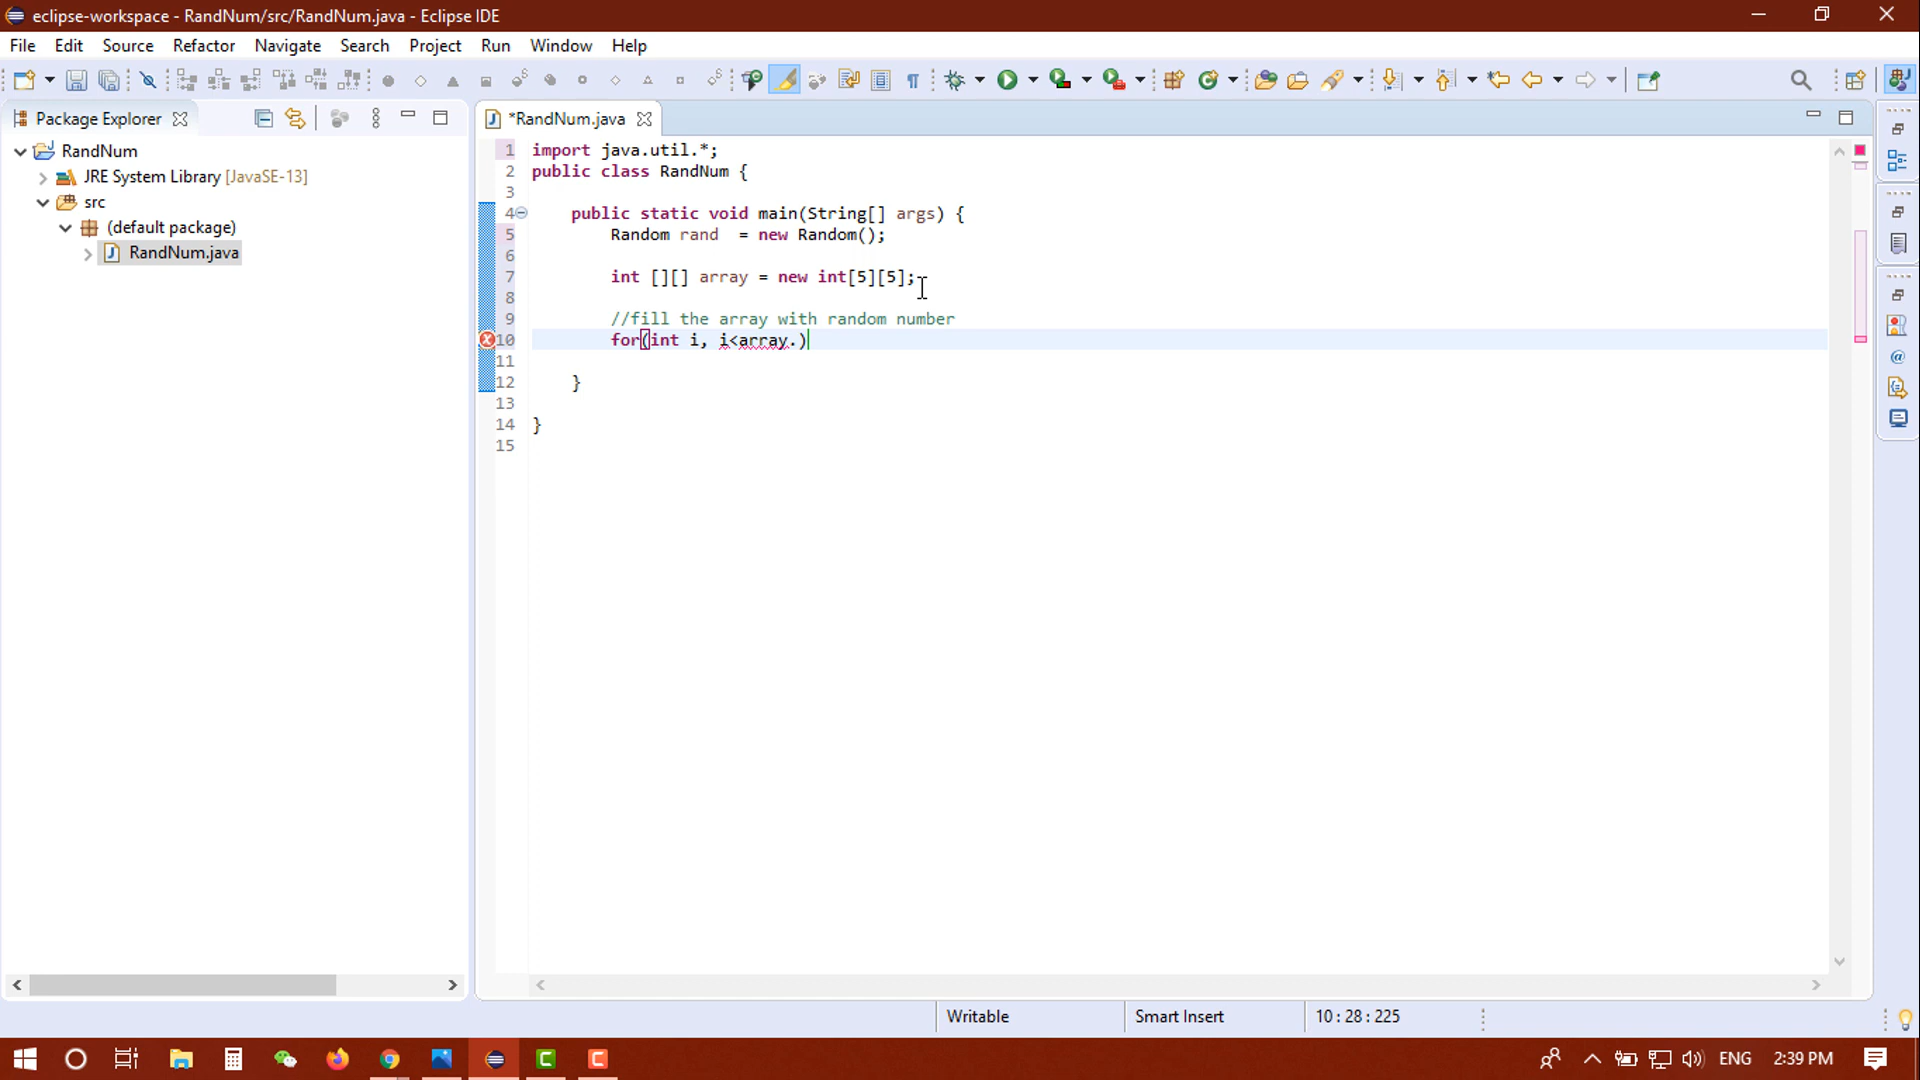 eclipse-workspace - RandNum/src/RandNum.java - Eclipse IDE
File Edit Source Refactor Navigate Search Project Run Window Help
Package Explorer
*RandNum.java
RandNum
JRE System Library [JavaSE-13]
src
(default package)
RandNum.java
1 import java.util.*;
2 public class RandNum {
3
4 public static void main(String[] args) {
5 Random rand  = new Random();
6
7 int [][] array = new int[5][5];
8
9 //fill the array with random number
10 for(int i, i<array.)
11
12 }
13
14 }
15
Writable Smart Insert 10 : 28 : 225
ENG 2:39 PM